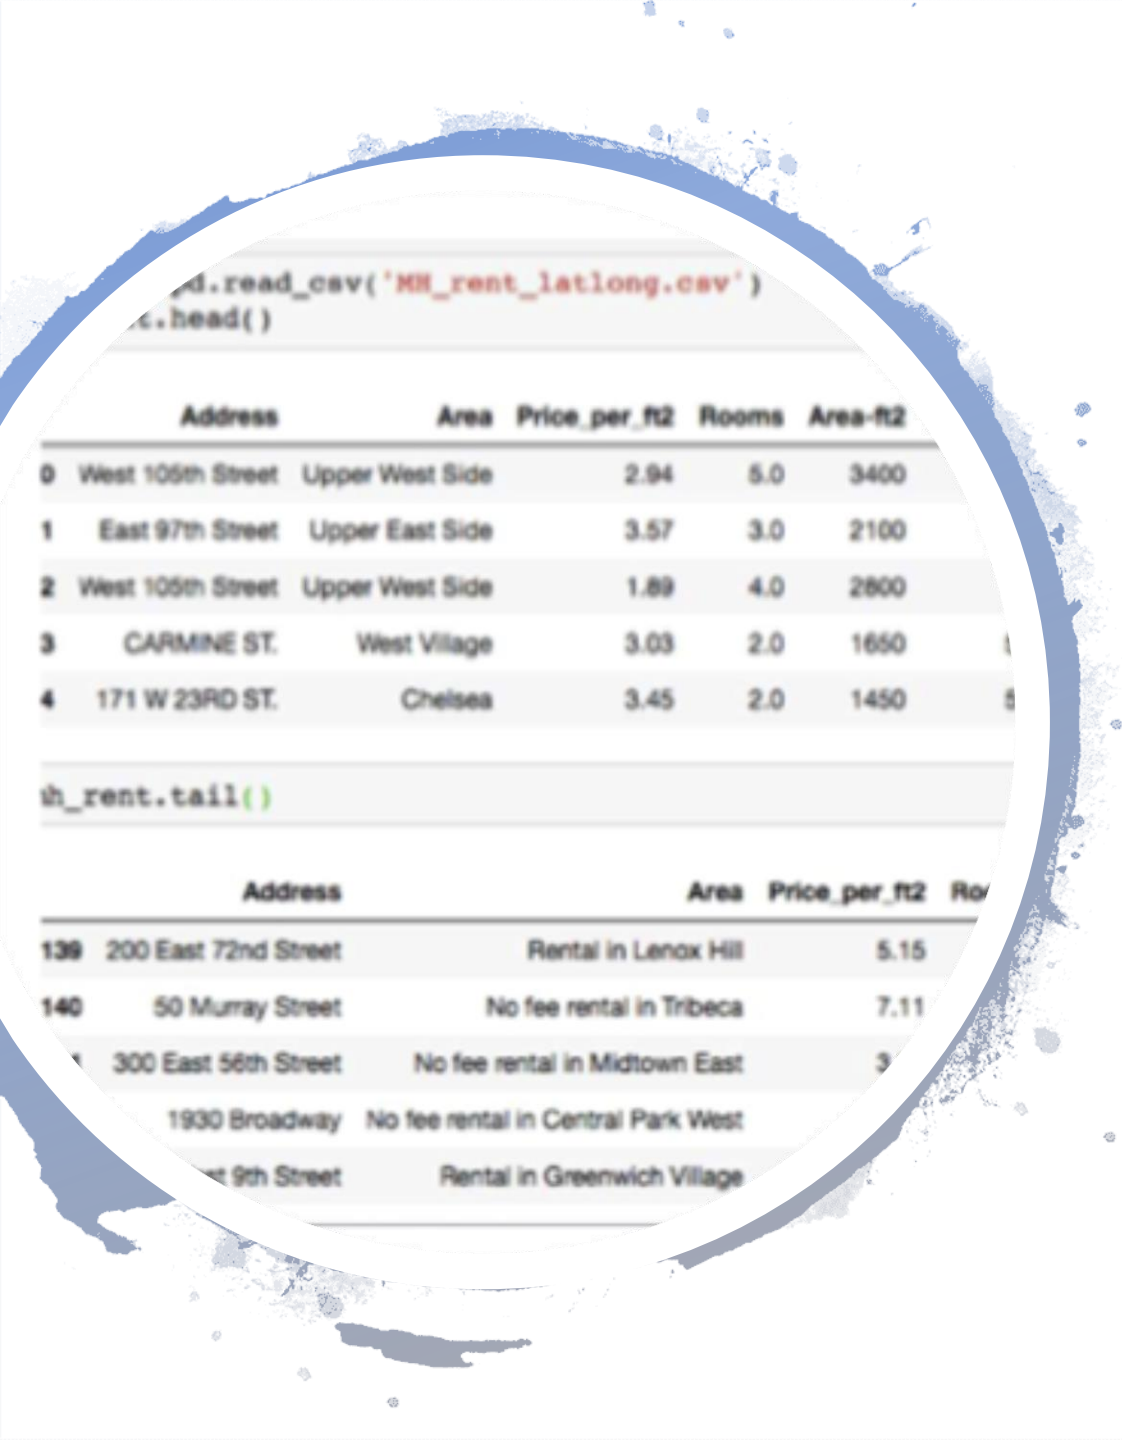 pd.read_csv('MH_rent_latlong.csv')
t.head()
Address Area Price_per_ft2 Rooms Area-ft2
0 West 105th Street Upper West Side 2.94 5.0 3400
1 East 97th Street Upper East Side 3.57 3.0 2100
2 West 105th Street Upper West Side 1.89 4.0 2800
3 CARMINE ST. West Village 3.03 2.0 1650
4 171 W 23RD ST. Chelsea 3.45 2.0 1450
mh_rent.tail()
Address Area Price_per_ft2
139 200 East 72nd Street Rental in Lenox Hill 5.15
140 50 Murray Street No fee rental in Tribeca 7.11
300 East 56th Street No fee rental in Midtown East 3.
1930 Broadway No fee rental in Central Park West
st 9th Street Rental in Greenwich Village